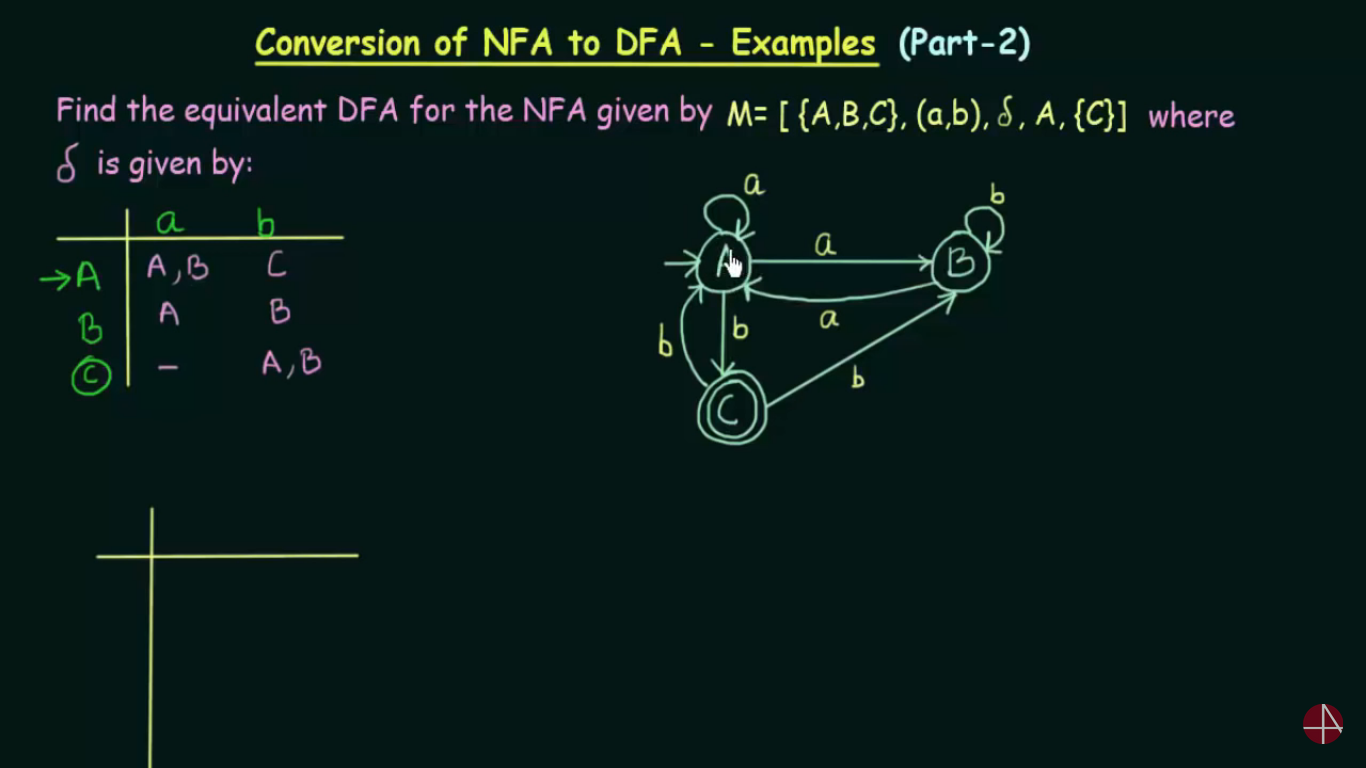 Conversion of NFA to DFA - Examples (Part-2)
Find the equivalent DFA for the NFA given by M= [ {A,B,C}, (a,b), δ, A, {C}] where
δ is given by:
a b
→A A,B C
B A B
C - A,B
a
b
A
a
B
a
b
b
b
C